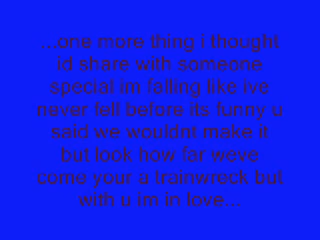 ...one more thing i thought
id share with someone
special im falling like ive
never fell before its funny u
said we wouldnt make it
but look how far weve
come your a trainwreck but
with u im in love...